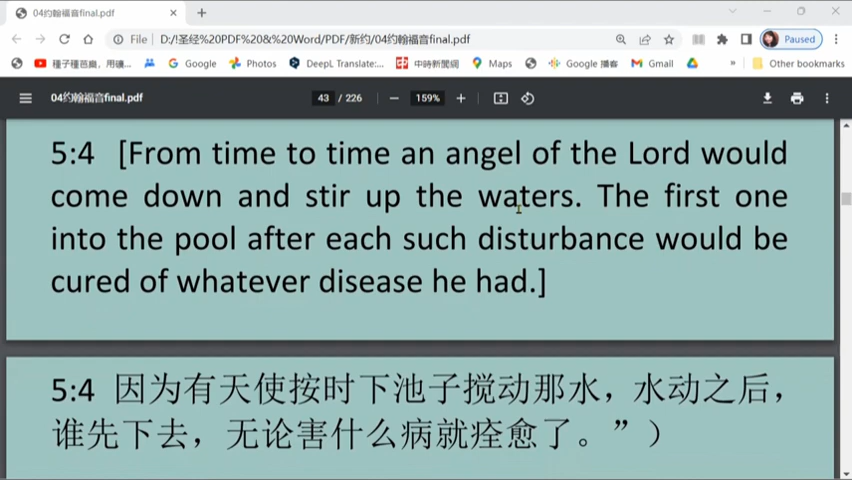 04约翰福音final.pdf
File
D:/!圣经%20PDF%20&%20Word/PDF/新约/04约翰福音final.pdf
Paused
Google
Photos
DeepL Translate:...
中時新聞網
Maps
Google 播客
Gmail
»
Other bookmarks
04约翰福音final.pdf
43 / 226
159%
5:4 [From time to time an angel of the Lord would
come down and stir up the waters. The first one
into the pool after each such disturbance would be
cured of whatever disease he had.]
5:4 因为有天使按时下池子搅动那水，水动之后，
谁先下去，无论害什么病就痊愈了。”）